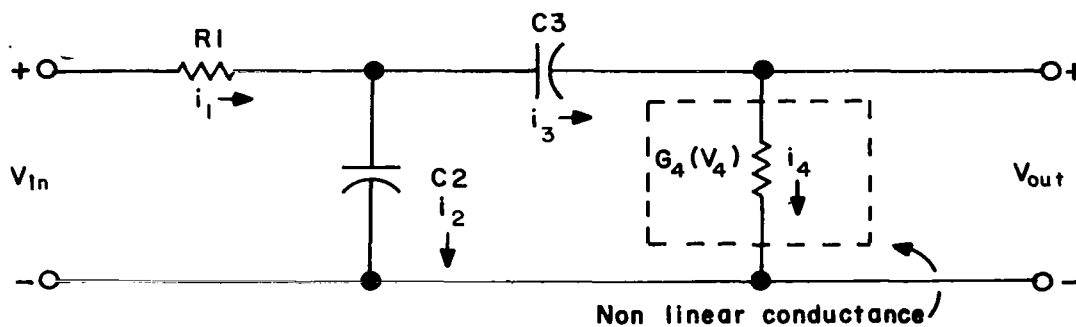 R1
C3
+
i₁ →
i₃ →
+
Vin
C2
i₂
G₄(V₄)
i₄
Vout
−
−
Non linear conductance